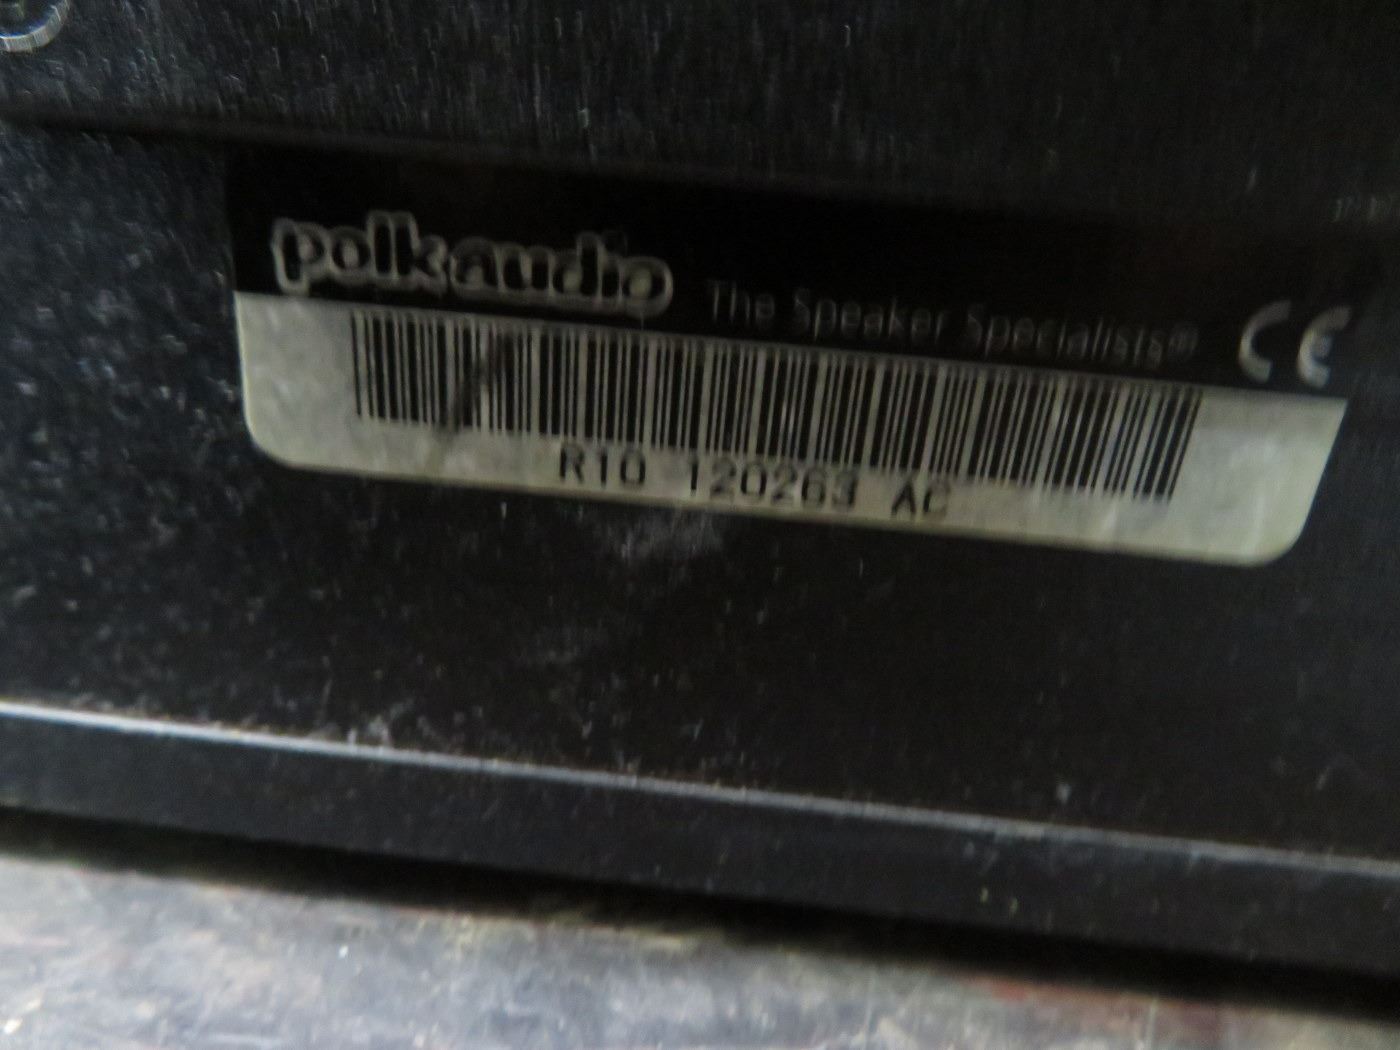 polkaudio The Speaker Specialists® CE
R10 120263 AC